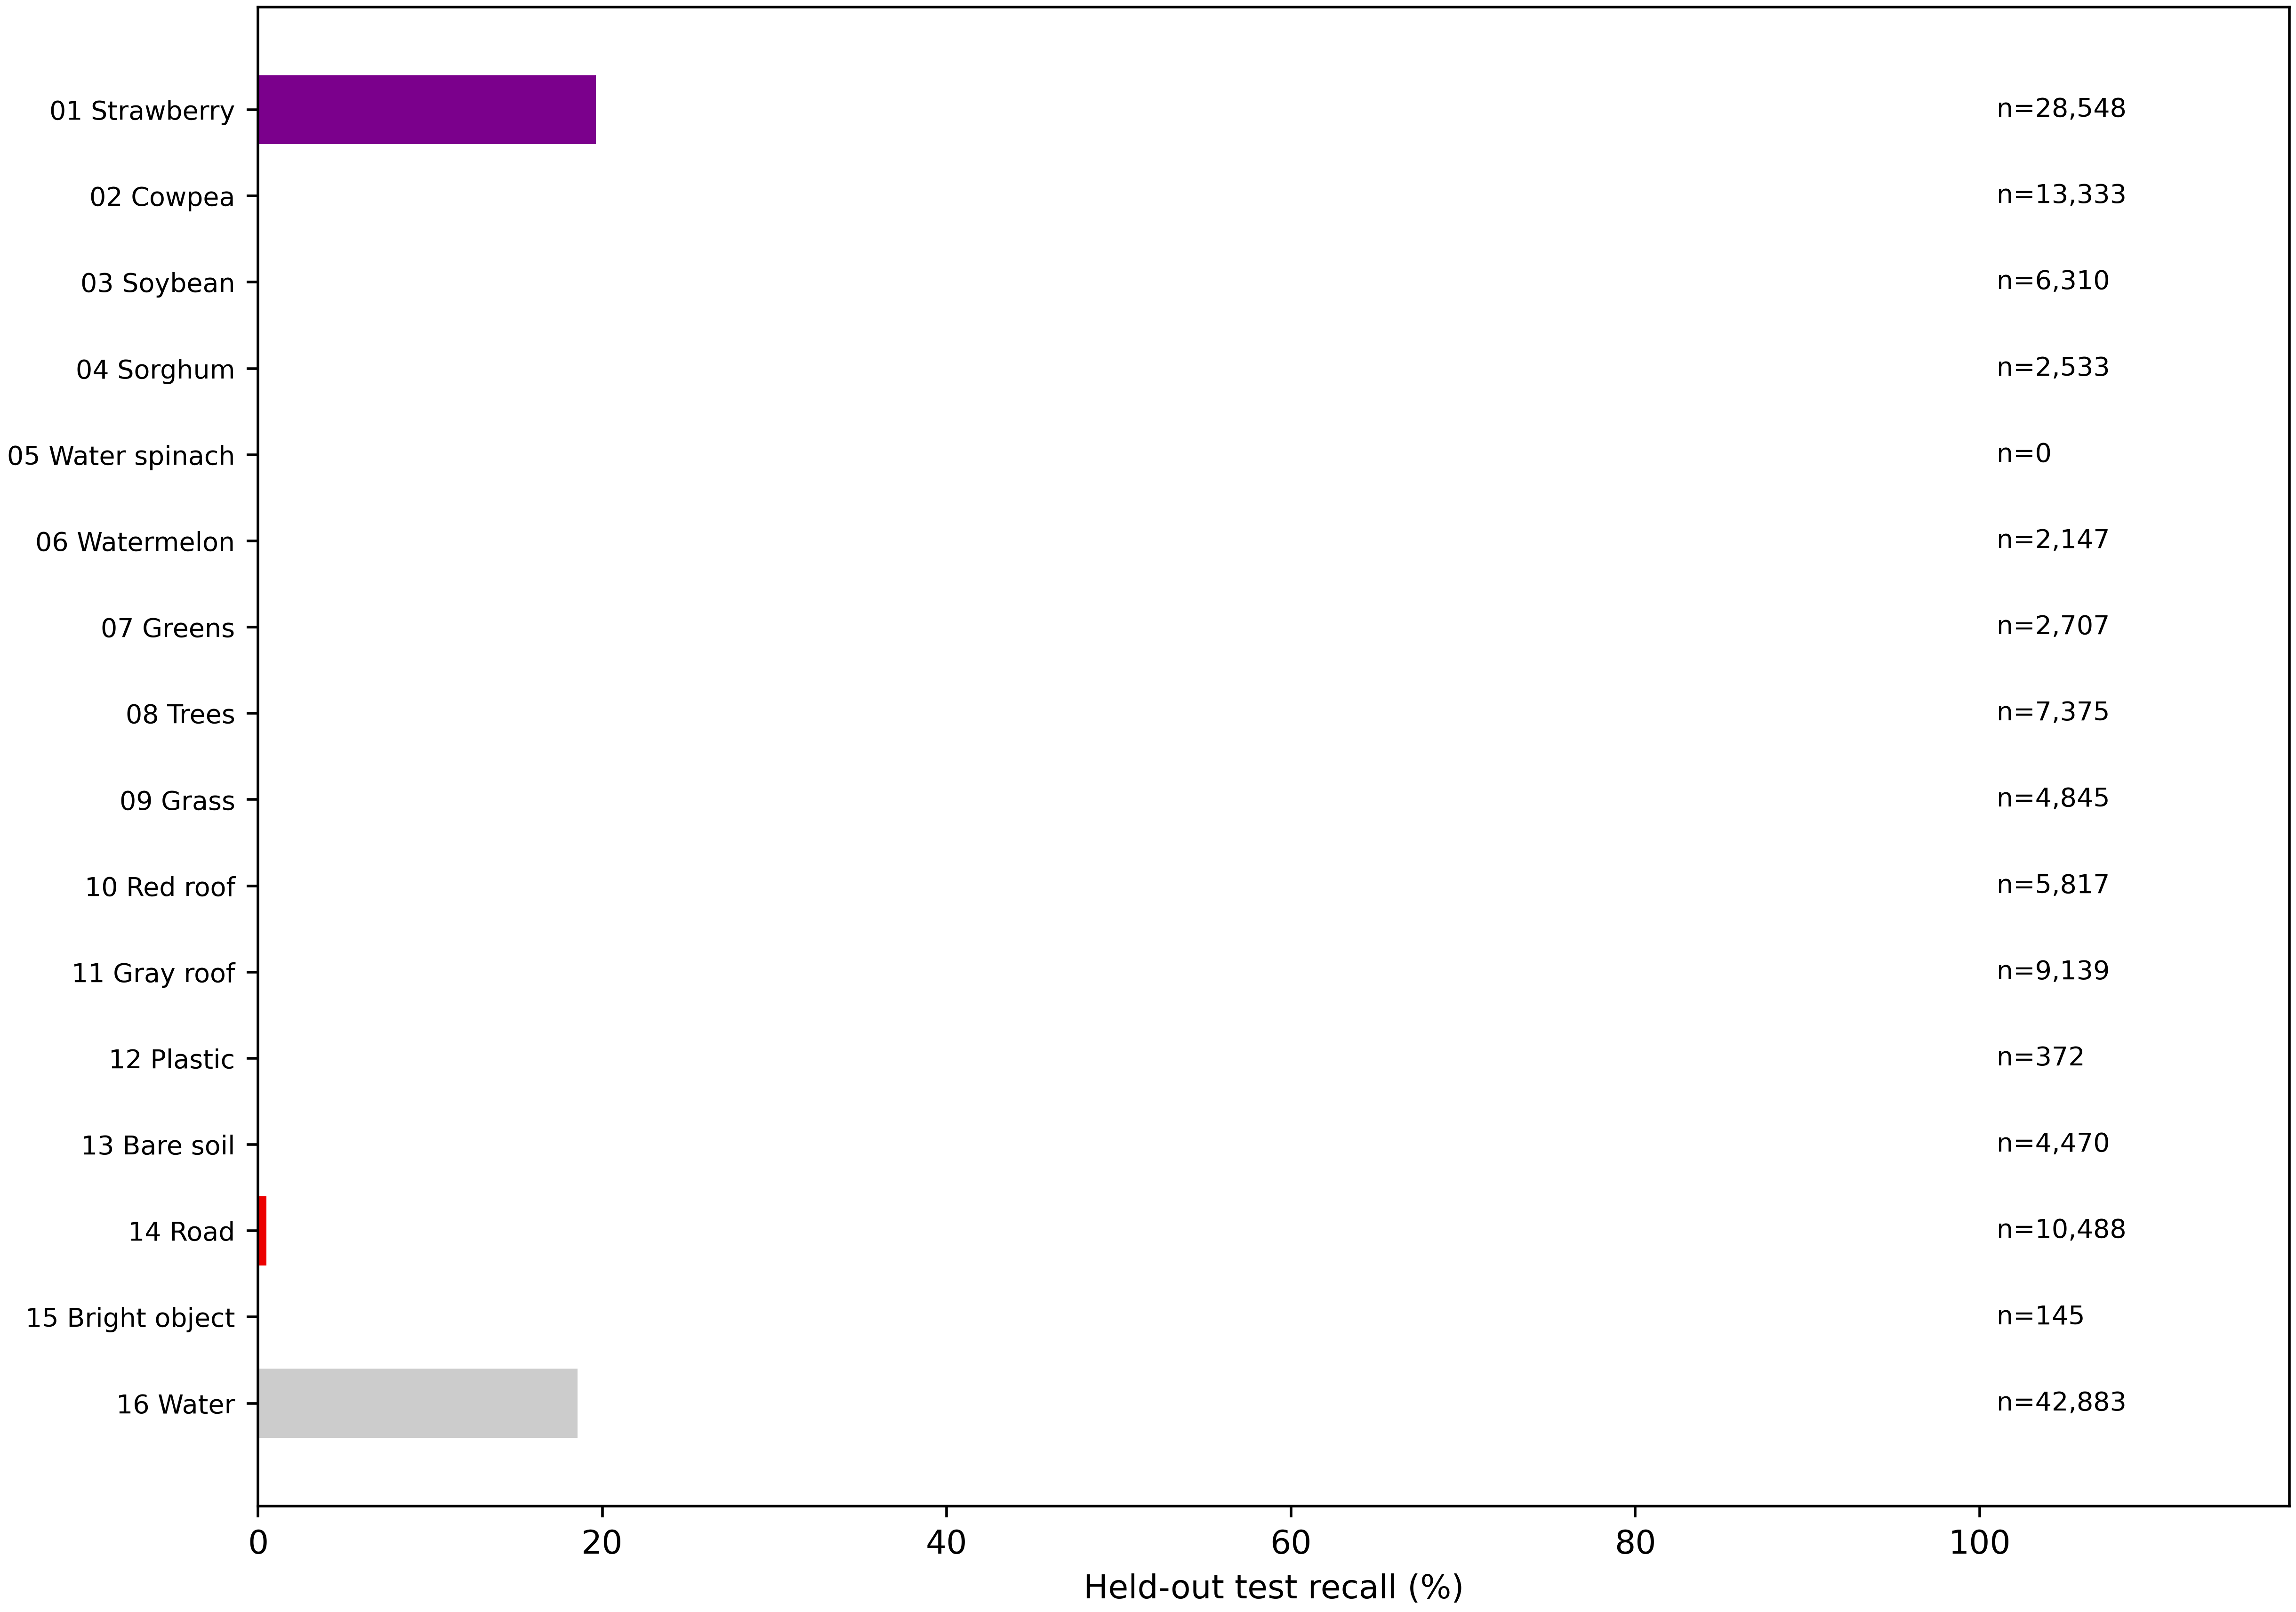 01 Strawberry n=28,548
02 Cowpea n=13,333
03 Soybean n=6,310
04 Sorghum n=2,533
05 Water spinach n=0
06 Watermelon n=2,147
07 Greens n=2,707
08 Trees n=7,375
09 Grass n=4,845
10 Red roof n=5,817
11 Gray roof n=9,139
12 Plastic n=372
13 Bare soil n=4,470
14 Road n=10,488
15 Bright object n=145
16 Water n=42,883
0 20 40 60 80 100
Held-out test recall (%)